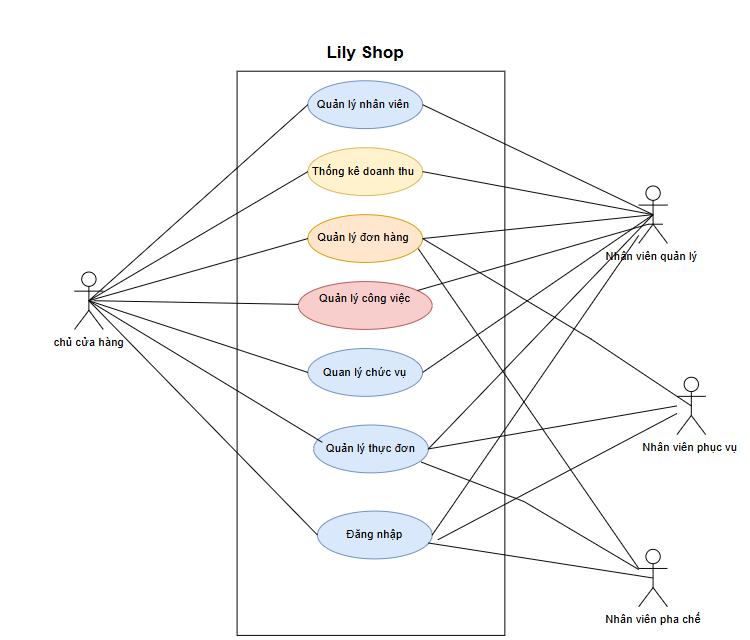 Lily Shop
Quản lý nhân viên
Thống kê doanh thu
Quản lý đơn hàng
Nhân viên quản lý
Quản lý công việc
chủ cửa hàng
Quan lý chức vụ
Quản lý thực đơn
Nhân viên phục vụ
Đăng nhập
Nhân viên pha chế